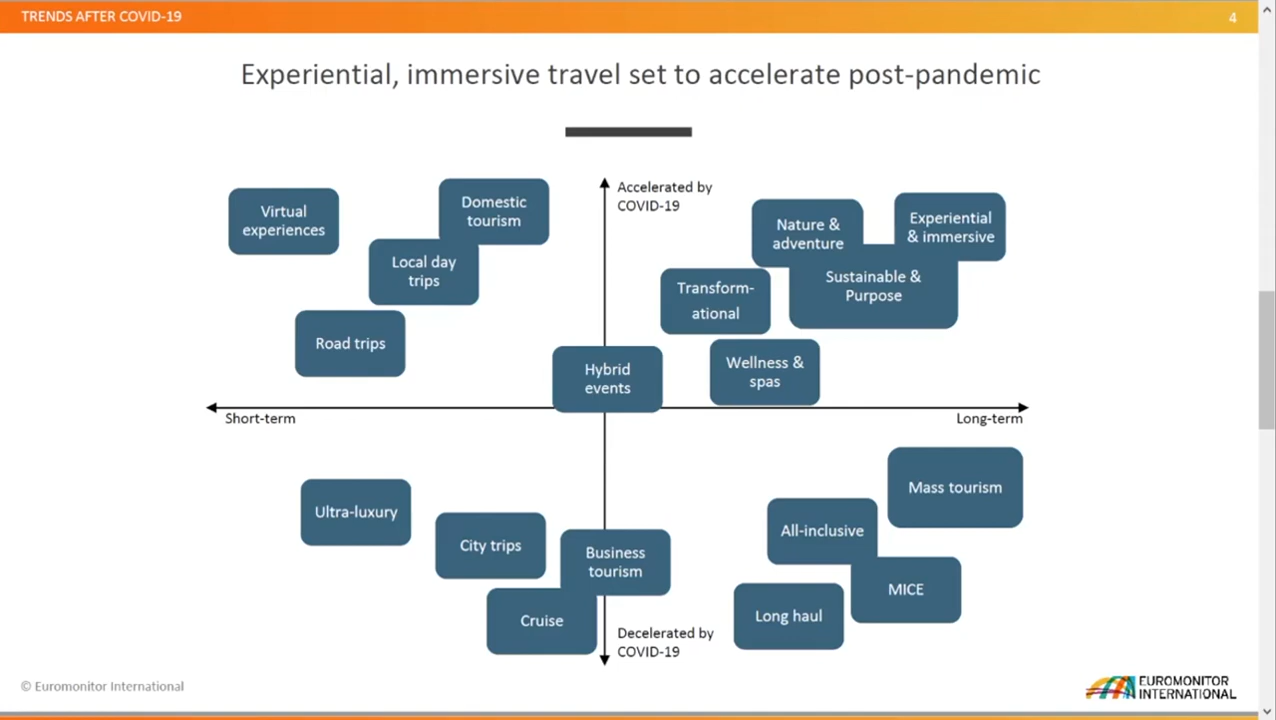 TRENDS AFTER COVID-19
4
Experiential, immersive travel set to accelerate post-pandemic
Accelerated by
COVID-19
Virtual
experiences
Domestic
tourism
Local day
trips
Road trips
Nature &
adventure
Experiential
& immersive
Sustainable &
Purpose
Transform-
ational
Wellness &
spas
Hybrid
events
Short-term
Long-term
Ultra-luxury
City trips
Business
tourism
Cruise
Mass tourism
All-inclusive
MICE
Long haul
Decelerated by
COVID-19
© Euromonitor International
EUROMONITOR
INTERNATIONAL